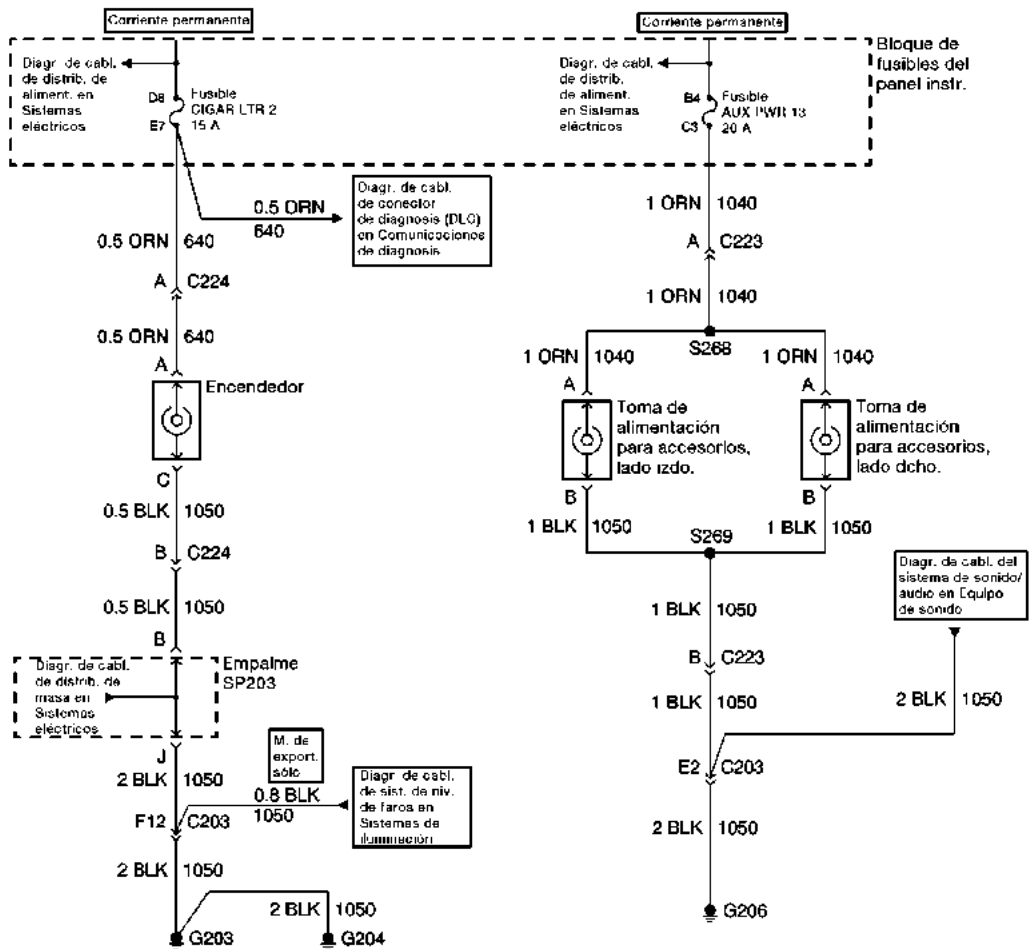 Corriente permanente
Corriente permanente
Bloque de
fusibles del
panel instr.
Diagr. de cabl.
de distrib. de
aliment. en
Sistemas
eléctricos
D8
E7
Fusible
CIGAR LTR 2
15 A
Diagr. de cabl.
de distrib.
de aliment.
en Sistemas
eléctricos
B4
C3
Fusible
AUX PWR 13
20 A
0.5 ORN
640
Diagr. de cabl.
de conector
de diagnosis (DLC)
en Comunicaciones
de diagnosis
0.5 ORN 640
A C224
0.5 ORN 640
A
Encendedor
C
0.5 BLK 1050
B C224
0.5 BLK 1050
B
Diagr. de cabl.
de distrib. de
masa en
Sistemas
eléctricos
Empalme
SP203
J
2 BLK 1050
M. de
export.
sólo
0.8 BLK
1050
Diagr. de cabl.
de sist. de niv.
de faros en
Sistemas de
iluminación
F12 C203
2 BLK 1050
2 BLK 1050
G203
G204
1 ORN 1040
A C223
1 ORN 1040
S268
1 ORN 1040
1 ORN 1040
A
A
Toma de
alimentación
para accesorios,
lado izdo.
Toma de
alimentación
para accesorios,
lado dcho.
B
B
1 BLK 1050
1 BLK 1050
S269
Diagr. de cabl. del
sistema de sonido/
audio en Equipo
de sonido
1 BLK 1050
B C223
1 BLK 1050
2 BLK 1050
E2 C203
2 BLK 1050
G206